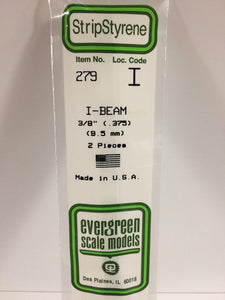 StripStyrene
Item No. Loc. Code
279 I
I-BEAM
3/8" (.375)
(9.5 mm)
2 Pieces
Made in U.S.A.
evergreen
scale models
Des Plaines, IL 60018